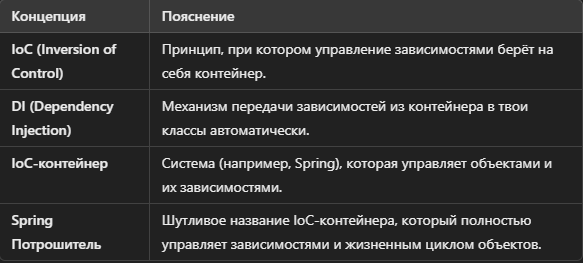 Концепция Пояснение
IoC (Inversion of Control) Принцип, при котором управление зависимостями берёт на себя контейнер.
DI (Dependency Injection) Механизм передачи зависимостей из контейнера в твои классы автоматически.
IoC-контейнер Система (например, Spring), которая управляет объектами и их зависимостями.
Spring Потрошитель Шутливое название IoC-контейнера, который полностью управляет зависимостями и жизненным циклом объектов.